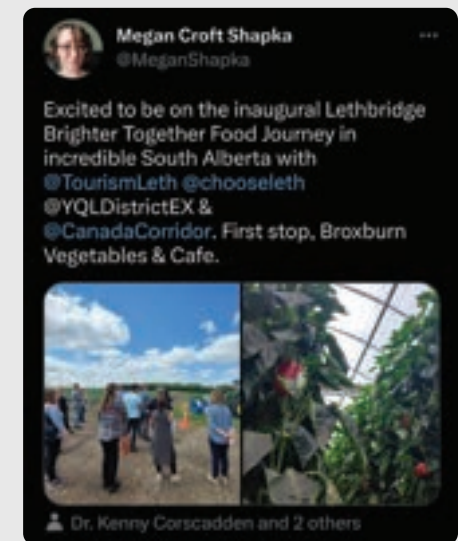 Megan Croft Shapka
@MeganShapka
Excited to be on the inaugural Lethbridge
Brighter Together Food Journey in
incredible South Alberta with
@TourismLeth @chooseleth
@YQLDistrictEX &
@CanadaCorridor. First stop, Broxburn
Vegetables & Cafe.
Dr. Kenny Corscadden and 2 others